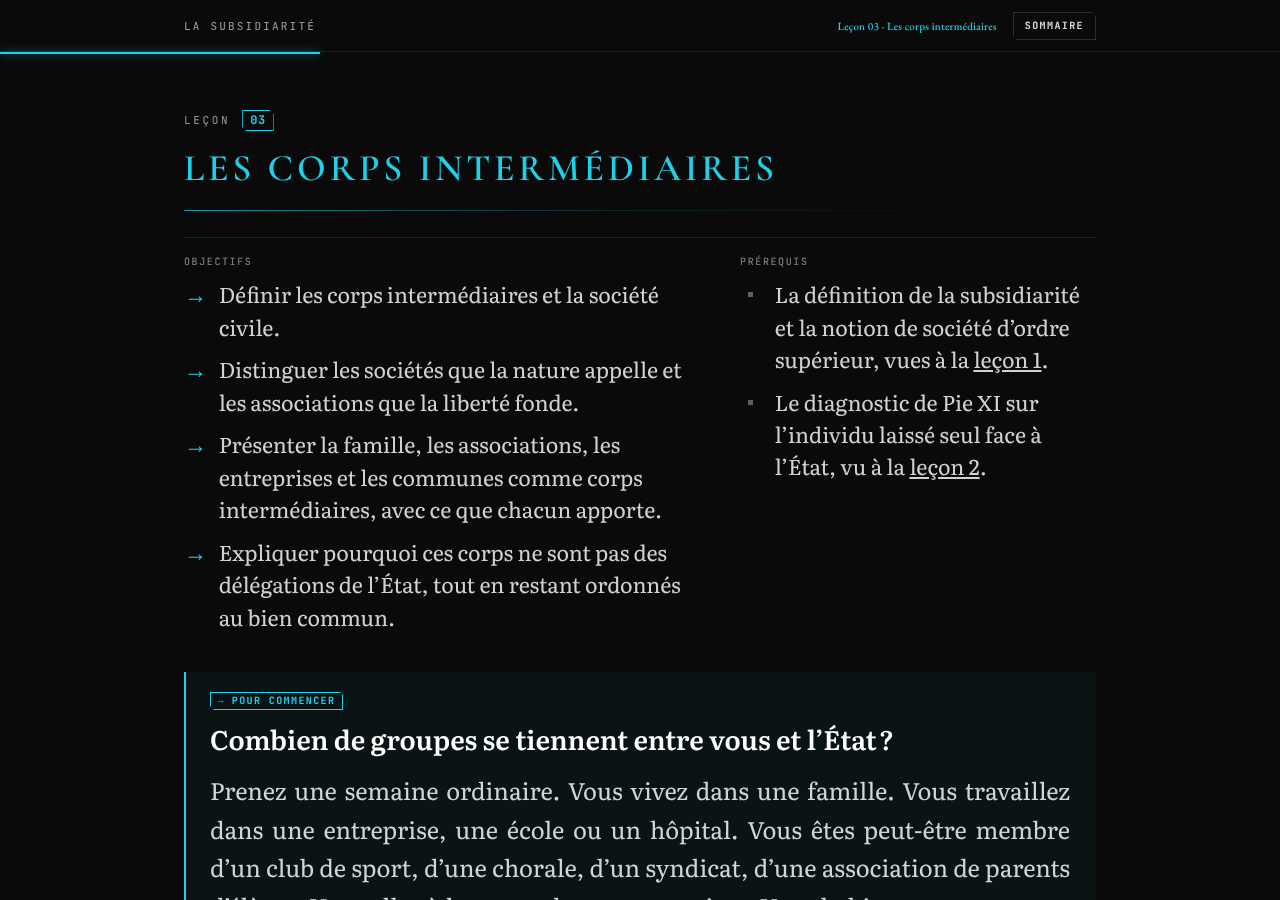 LA SUBSIDIARITÉ
Leçon 03 · Les corps intermédiaires
SOMMAIRE
LEÇON 03
LES CORPS INTERMÉDIAIRES
OBJECTIFS
→ Définir les corps intermédiaires et la société
civile.
→ Distinguer les sociétés que la nature appelle et
les associations que la liberté fonde.
→ Présenter la famille, les associations, les
entreprises et les communes comme corps
intermédiaires, avec ce que chacun apporte.
→ Expliquer pourquoi ces corps ne sont pas des
délégations de l’État, tout en restant ordonnés
au bien commun.
PRÉREQUIS
La définition de la subsidiarité
et la notion de société d’ordre
supérieur, vues à la leçon 1.
Le diagnostic de Pie XI sur
l’individu laissé seul face à
l’État, vu à la leçon 2.
→ POUR COMMENCER
Combien de groupes se tiennent entre vous et l’État ?
Prenez une semaine ordinaire. Vous vivez dans une famille. Vous travaillez
dans une entreprise, une école ou un hôpital. Vous êtes peut-être membre
d’un club de sport, d’une chorale, d’un syndicat, d’une association de parents